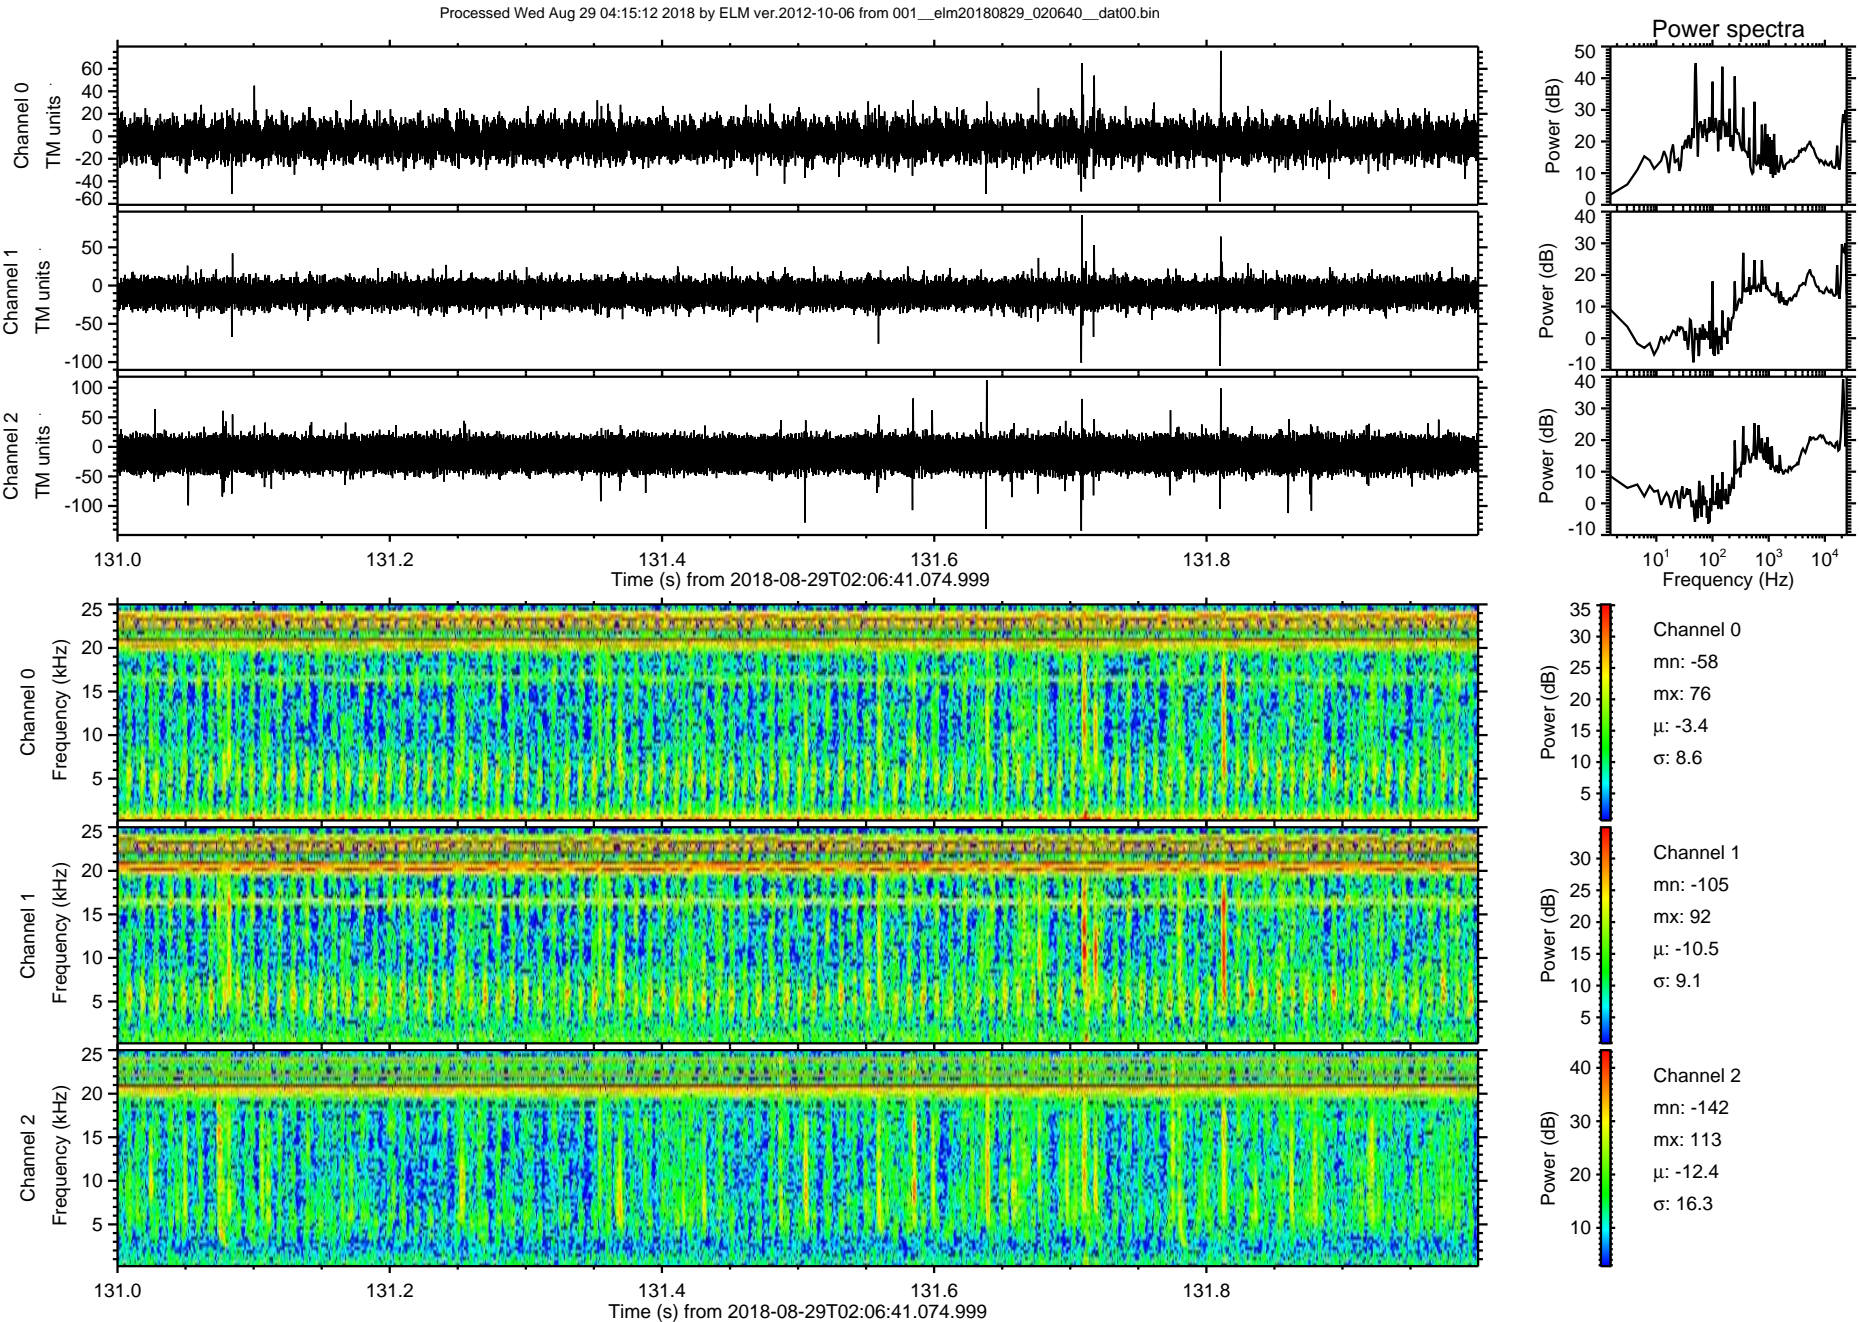 Processed Wed Aug 29 04:15:12 2018 by ELM ver.2012-10-06 from 001__elm20180829_020640__dat00.bin
Power spectra
Channel 0
TM units
60
40
20
0
-20
-40
-60
Power (dB)
50
40
30
20
10
0
Channel 1
TM units
50
0
-50
-100
Power (dB)
40
30
20
10
0
-10
Channel 2
TM units
100
50
0
-50
-100
Power (dB)
40
30
20
10
0
-10
131.0 131.2 131.4 131.6 131.8
Time (s) from 2018-08-29T02:06:41.074.999
10^1 10^2 10^3 10^4
Frequency (Hz)
Channel 0
Frequency (kHz)
25
20
15
10
5
Power (dB)
35
30
25
20
15
10
5
Channel 0
mn: -58
mx: 76
μ: -3.4
σ: 8.6
Channel 1
Frequency (kHz)
25
20
15
10
5
Power (dB)
30
25
20
15
10
5
Channel 1
mn: -105
mx: 92
μ: -10.5
σ: 9.1
Channel 2
Frequency (kHz)
25
20
15
10
5
Power (dB)
40
30
20
10
Channel 2
mn: -142
mx: 113
μ: -12.4
σ: 16.3
131.0 131.2 131.4 131.6 131.8
Time (s) from 2018-08-29T02:06:41.074.999